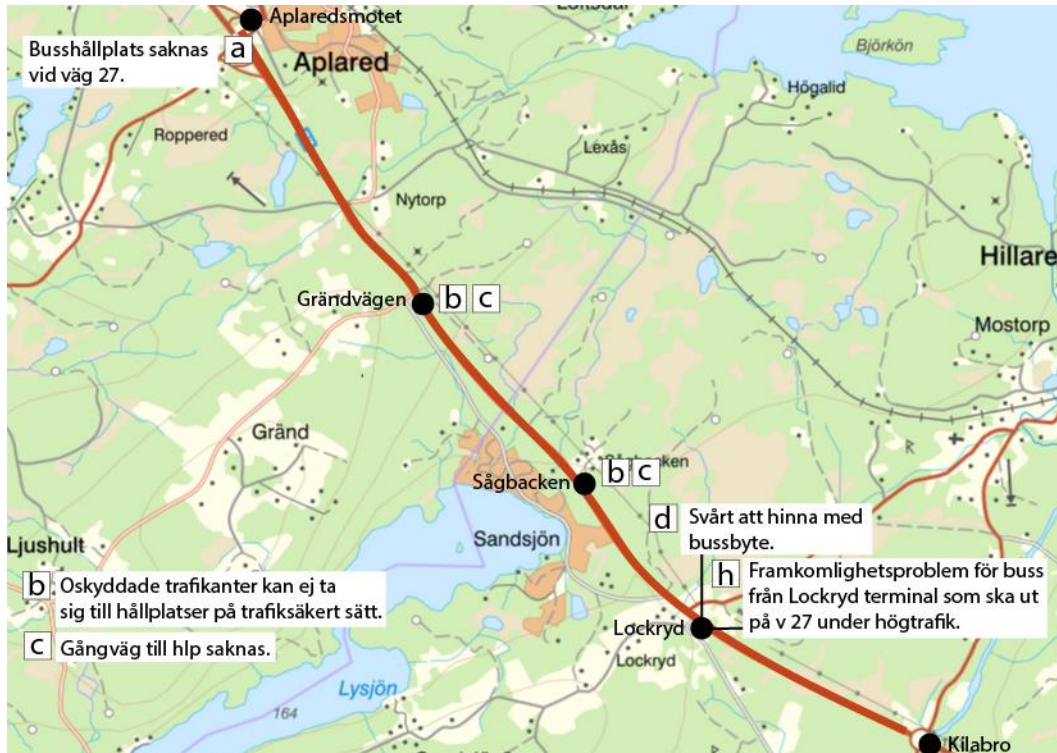 Aplaredsmotet
Busshållplats saknas
vid väg 27.
a
Aplared
Björkön
Högalid
Roppered
Lexås
Nytorp
Hillare
Grändvägen
b c
Mostorp
Gränd
Sågbacken
b c
Sandsjön
d Svårt att hinna med
bussbyte.
Ljushult
h Framkomlighetsproblem för buss
från Lockryd terminal som ska ut
på v 27 under högtrafik.
b Oskyddade trafikanter kan ej ta
sig till hållplatser på trafiksäkert sätt.
Lockryd
c Gångväg till hlp saknas.
Lockryd
Lysjön
164
Kilabro